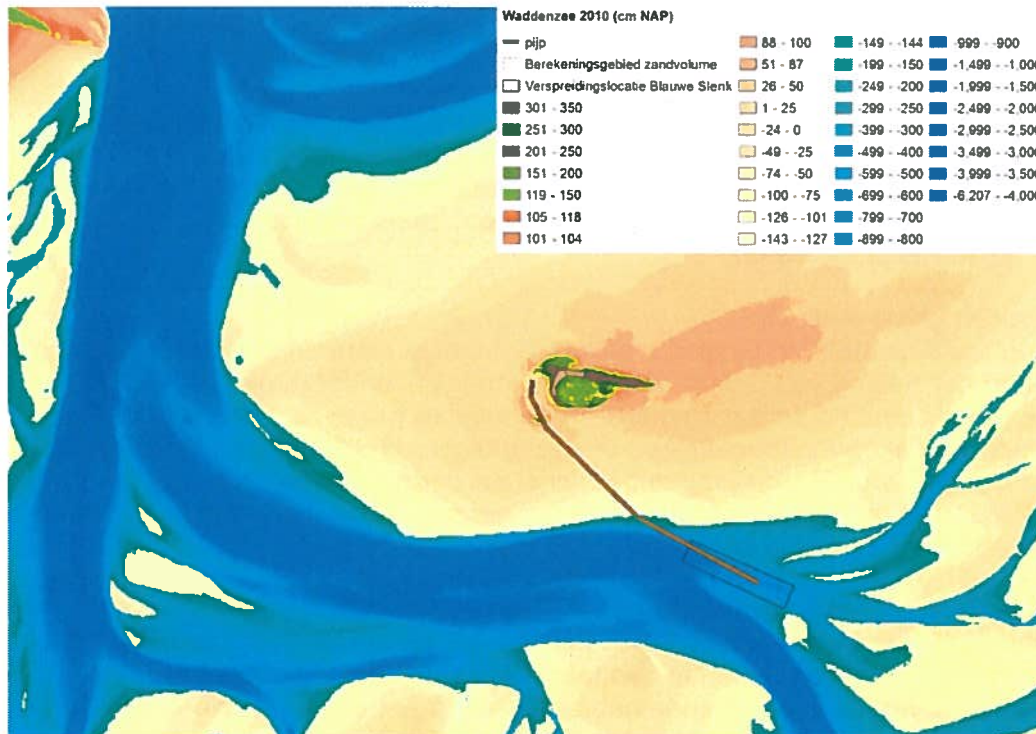 Waddenzee 2010 (cm NAP)
pijp
Berekeningsgebied zandvolume
Verspreidingslocatie Blauwe Slenk
301 - 350
251 - 300
201 - 250
151 - 200
119 - 150
105 - 118
101 - 104
88 - 100
51 - 87
26 - 50
1 - 25
-24 - 0
-49 - -25
-74 - -50
-100 - -75
-126 - -101
-143 - -127
-149 - -144
-199 - -150
-249 - -200
-299 - -250
-399 - -300
-499 - -400
-599 - -500
-699 - -600
-799 - -700
-899 - -800
-999 - -900
-1,499 - -1,000
-1,999 - -1,500
-2,499 - -2,000
-2,999 - -2,500
-3,499 - -3,000
-3,999 - -3,500
-6,207 - -4,000